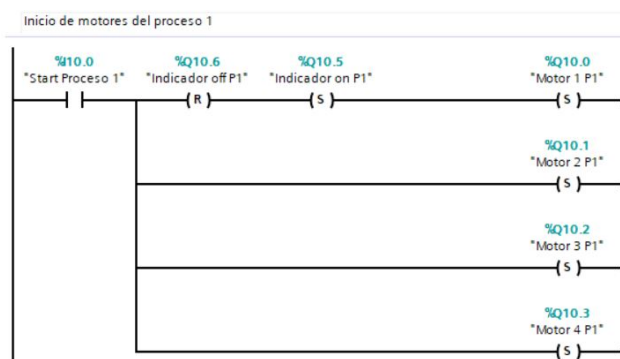 Inicio de motores del proceso 1
%I10.0 %Q10.6 %Q10.5 %Q10.0
"Start Proceso 1" "Indicador off P1" "Indicador on P1" "Motor 1 P1"
R S S
%Q10.1
"Motor 2 P1"
S
%Q10.2
"Motor 3 P1"
S
%Q10.3
"Motor 4 P1"
S